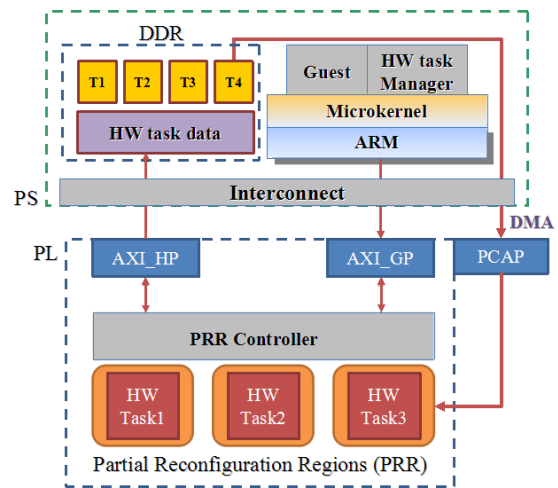 DDR
T1 T2 T3 T4
HW task data
Guest
HW task
Manager
Microkernel
ARM
Interconnect
PS
DMA
PL
AXI_HP
AXI_GP
PCAP
PRR Controller
HW
Task1
HW
Task2
HW
Task3
Partial Reconfiguration Regions (PRR)